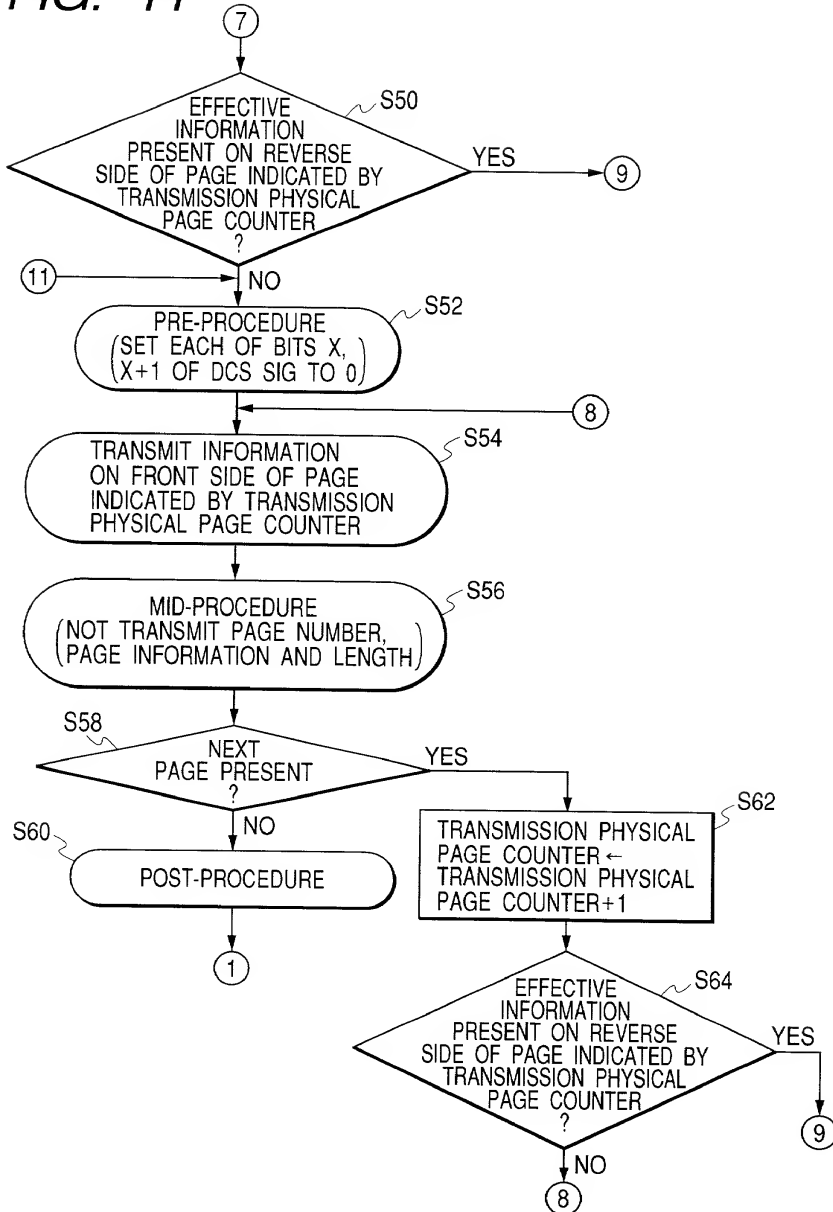 FIG. 11
7
S50
EFFECTIVE
INFORMATION
PRESENT ON REVERSE
SIDE OF PAGE INDICATED BY
TRANSMISSION PHYSICAL
PAGE COUNTER
?
YES
9
NO
11
S52
PRE-PROCEDURE
(SET EACH OF BITS X,
X+1 OF DCS SIG TO 0)
8
S54
TRANSMIT INFORMATION
ON FRONT SIDE OF PAGE
INDICATED BY TRANSMISSION
PHYSICAL PAGE COUNTER
S56
MID-PROCEDURE
(NOT TRANSMIT PAGE NUMBER,
PAGE INFORMATION AND LENGTH)
S58
NEXT
PAGE PRESENT
?
YES
NO
S60
POST-PROCEDURE
1
S62
TRANSMISSION PHYSICAL
PAGE COUNTER ←
TRANSMISSION PHYSICAL
PAGE COUNTER+1
S64
EFFECTIVE
INFORMATION
PRESENT ON REVERSE
SIDE OF PAGE INDICATED BY
TRANSMISSION PHYSICAL
PAGE COUNTER
?
YES
9
NO
8